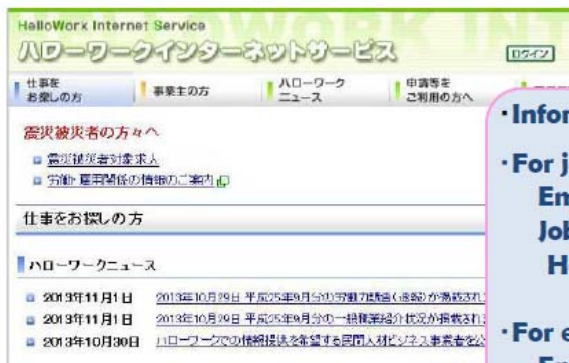 HelloWork Internet Service
ハローワークインターネットサービス
ログイン
仕事を
お探しの方
事業主の方
ハローワーク
ニュース
申請等を
ご利用の方へ
震災被災者の方々へ
震災被災者対象求人
労働・雇用関係の情報のご案内
仕事をお探しの方
ハローワークニュース
2013年11月1日 2013年10月29日 平成25年9月分の労働力調査(速報)が掲載され
2013年11月1日 2013年10月29日 平成25年9月分の一般職業紹介状況が掲載されま
2013年10月30日 ハローワークでの情報提供を希望する民間人材ビジネス事業者を公
・Infor
・For j
Em
Job
H
・For e